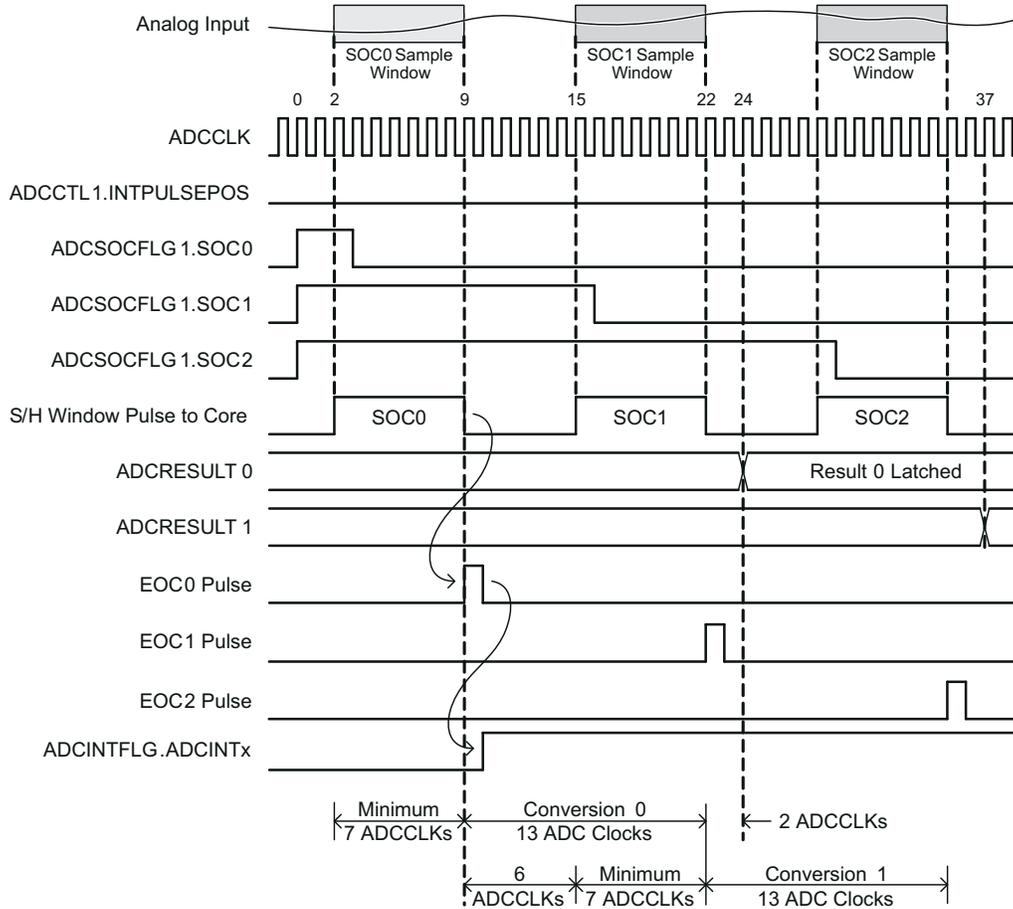 Analog Input
SOC0 Sample
Window
SOC1 Sample
Window
SOC2 Sample
Window
0 2 9 15 22 24 37
ADCCLK
ADCCTL1.INTPULSEPOS
ADCSOCFLG 1.SOC0
ADCSOCFLG 1.SOC1
ADCSOCFLG 1.SOC2
S/H Window Pulse to Core
SOC0
SOC1
SOC2
ADCRESULT 0
Result 0 Latched
ADCRESULT 1
EOC0 Pulse
EOC1 Pulse
EOC2 Pulse
ADCINTFLG.ADCINTx
Minimum
7 ADCCLKs
Conversion 0
13 ADC Clocks
2 ADCCLKs
6
ADCCLKs
Minimum
7 ADCCLKs
Conversion 1
13 ADC Clocks